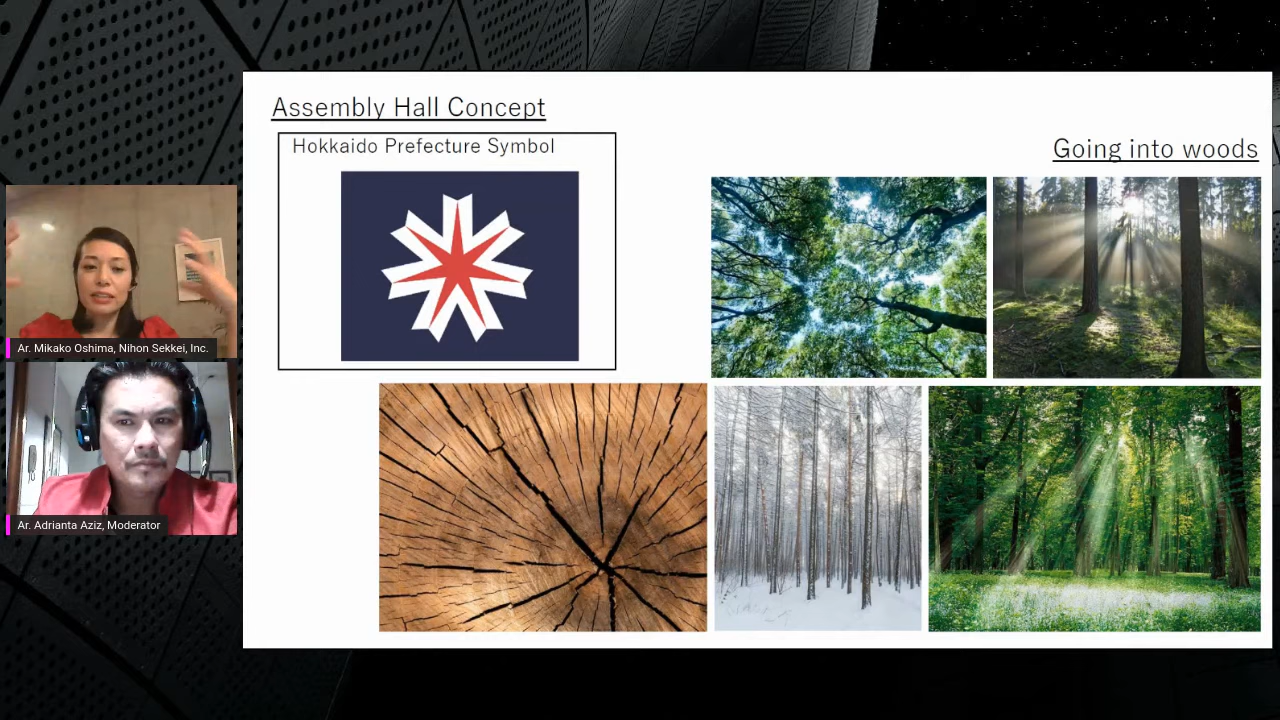 Assembly Hall Concept
Hokkaido Prefecture Symbol
Going into woods
Ar. Mikako Oshima, Nihon Sekkei, Inc.
Ar. Adrianta Aziz, Moderator